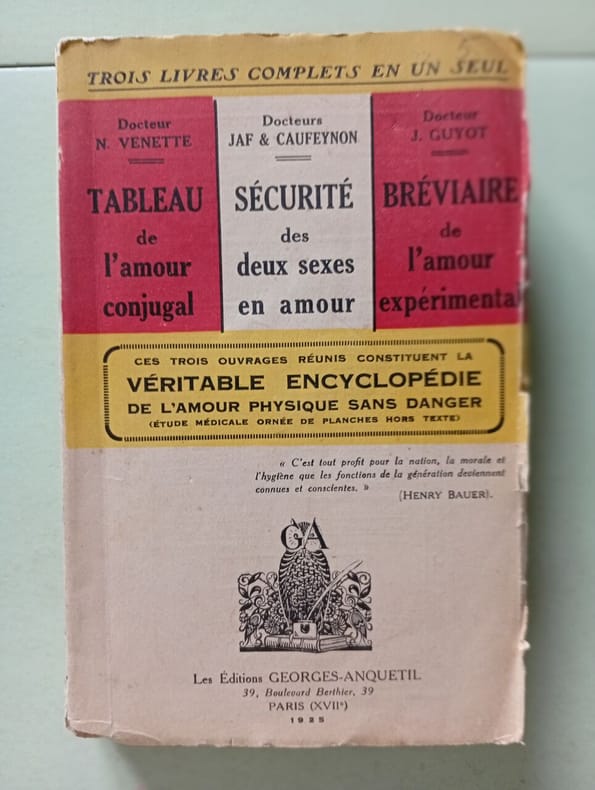 TROIS LIVRES COMPLETS EN UN SEUL
Docteur
N. VENETTE
TABLEAU
de
l'amour
conjugal
Docteurs
JAF & CAUFEYNON
SÉCURITÉ
des
deux sexes
en amour
Docteur
J. GUYOT
BRÉVIAIRE
de
l'amour
expérimental
CES TROIS OUVRAGES RÉUNIS CONSTITUENT LA
VÉRITABLE ENCYCLOPÉDIE
DE L'AMOUR PHYSIQUE SANS DANGER
(ÉTUDE MÉDICALE ORNÉE DE PLANCHES HORS TEXTE)
« C'est tout profit pour la nation, la morale et
l'hygiène que les fonctions de la génération deviennent
connues et conscientes. »
(HENRY BAUER).
GA
Les Éditions GEORGES-ANQUETIL
39, Boulevard Berthier, 39
PARIS (XVIIe)
1925